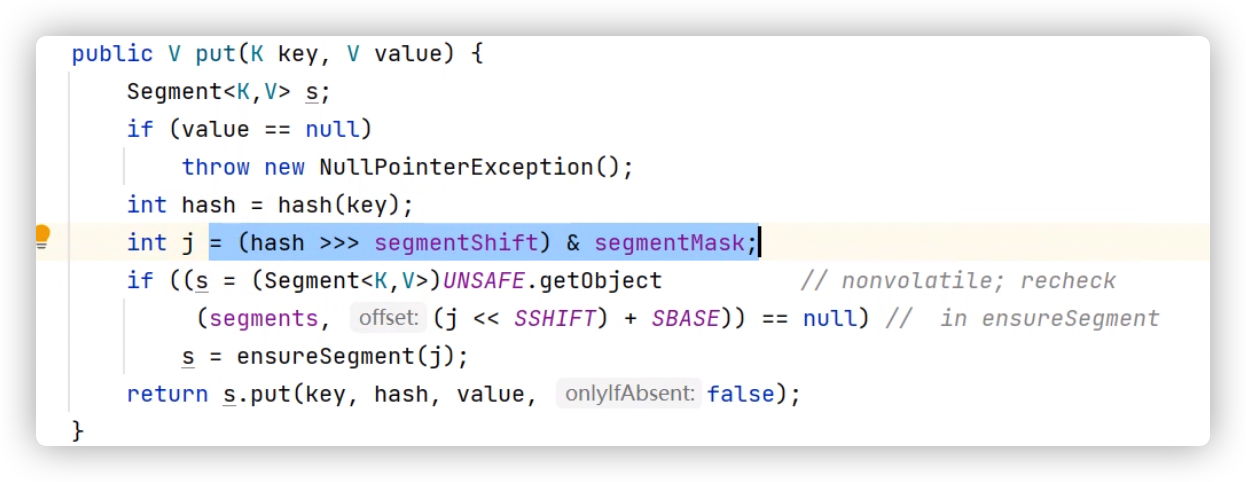 public V put(K key, V value) {
    Segment<K,V> s;
    if (value == null)
        throw new NullPointerException();
    int hash = hash(key);
    int j = (hash >>> segmentShift) & segmentMask;
    if ((s = (Segment<K,V>)UNSAFE.getObject          // nonvolatile; recheck
         (segments, offset: (j << SSHIFT) + SBASE)) == null) //  in ensureSegment
        s = ensureSegment(j);
    return s.put(key, hash, value, onlyIfAbsent: false);
}